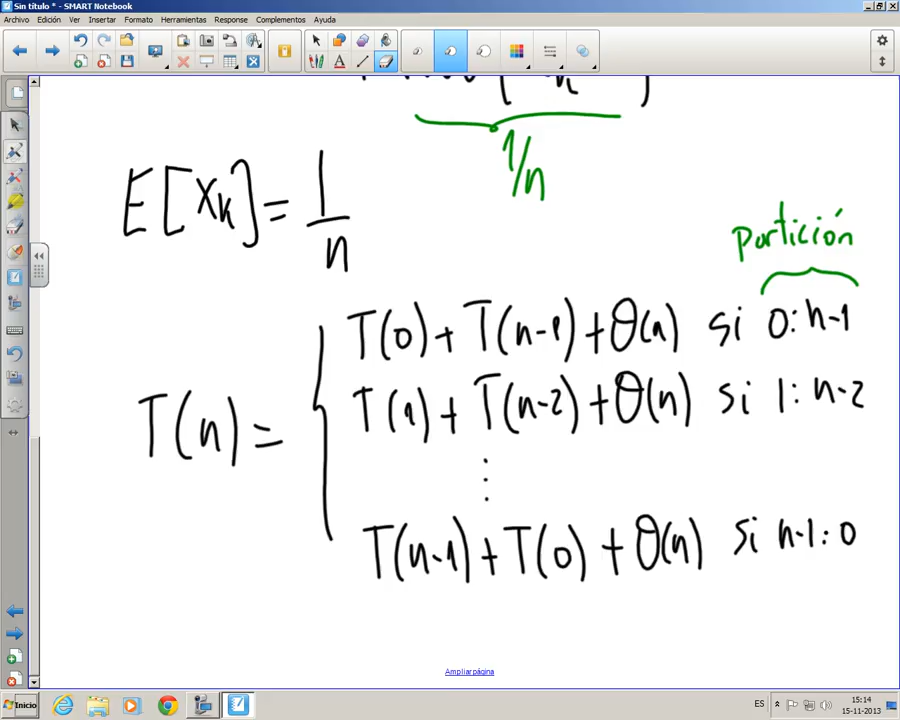 Sin título * - SMART Notebook
Archivo Edición Ver Insertar Formato Herramientas Response Complementos Ayuda
1/n
E[Xk] = 1/n
partición
T(n) = { T(0) + T(n-1) + Θ(n) si 0:n-1
T(1) + T(n-2) + Θ(n) si 1:n-2
⋮
T(n-1) + T(0) + Θ(n) si n-1:0
Ampliar página
Inicio
ES
15:14
15-11-2013